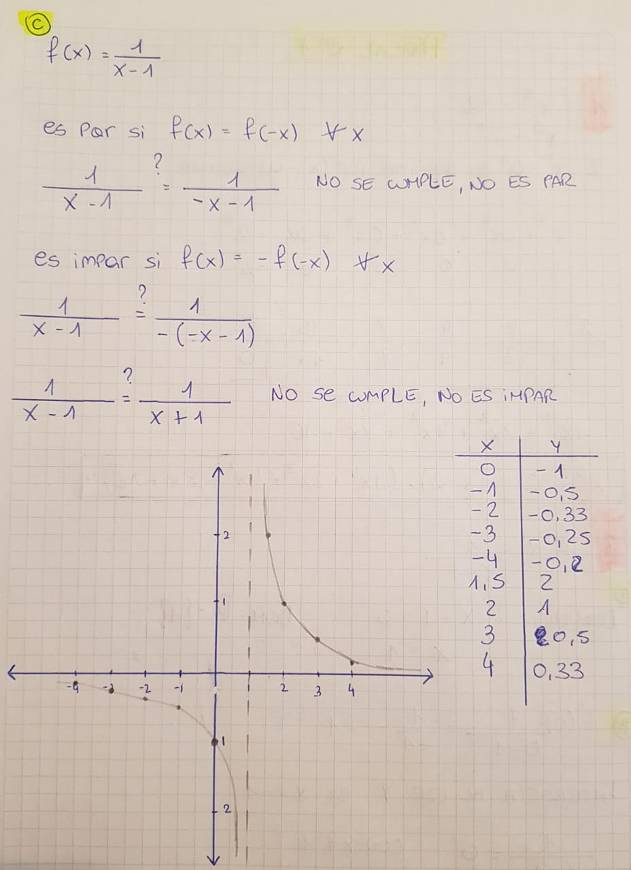 C
f(x) = 1/(x - 1)
es Par si f(x) = f(-x) ∀ x
1/(x - 1) =? 1/(-x - 1) NO SE CUMPLE, NO ES PAR
es impar si f(x) = - f(-x) ∀ x
1/(x - 1) =? 1/(-(-x - 1))
1/(x - 1) =? 1/(x + 1) NO Se CUMPLE, NO ES iMPAR
x y
0 -1
-1 -0,5
-2 -0,33
-3 -0,25
-4 -0,2
1,5 2
2 1
3 0,5
4 0,33
2
1
-4 -3 -2 -1 2 3 4
1
2